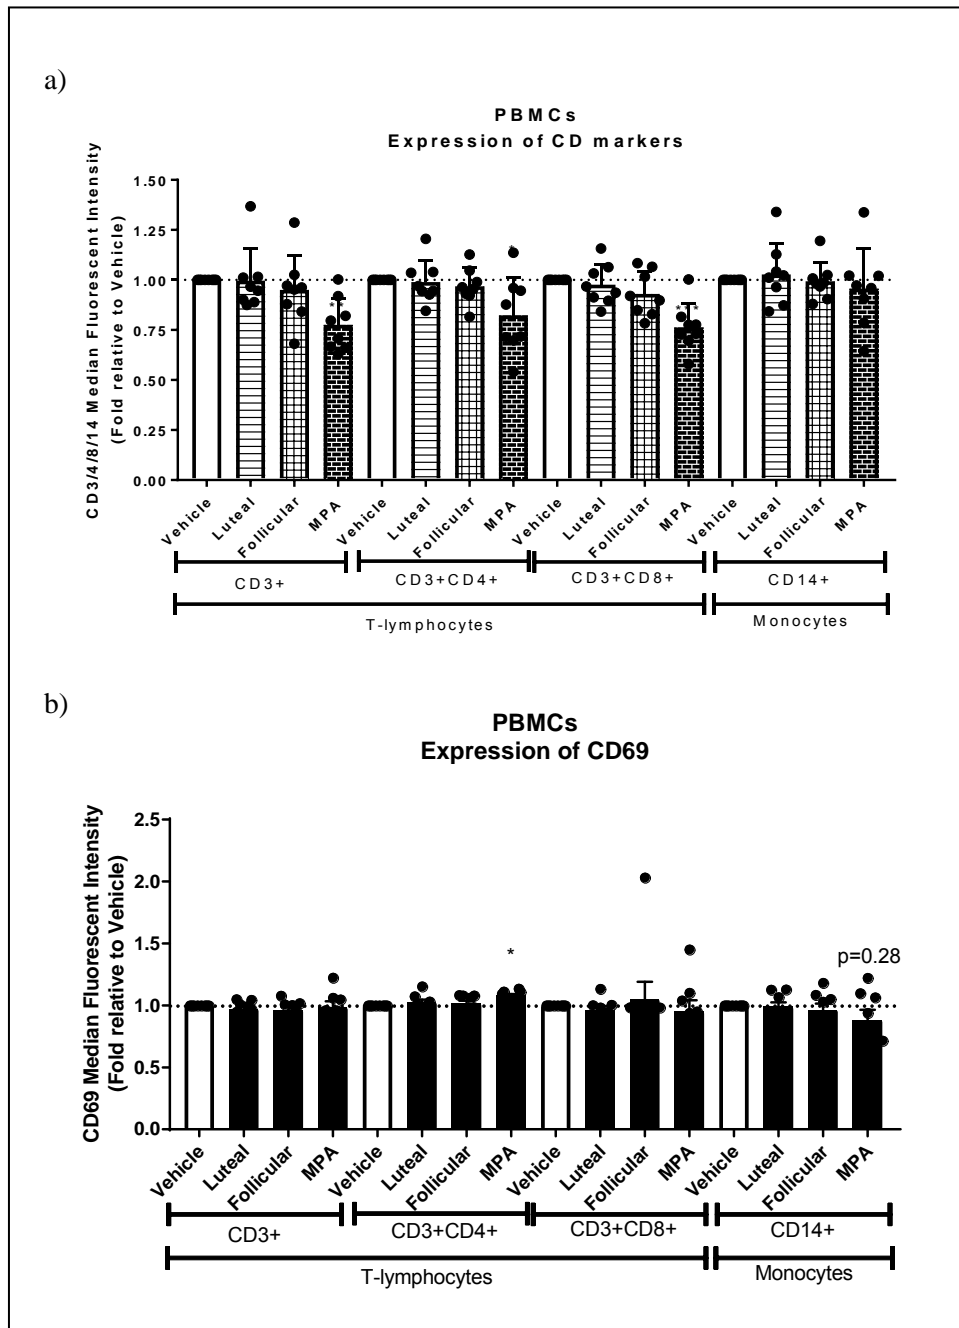 a)
PBMCs
Expression of CD markers
CD3/4/8/14 Median Fluorescent Intensity
(Fold relative to Vehicle)
1.50
1.25
1.00
0.75
0.50
0.25
0.00
Vehicle Luteal Follicular MPA Vehicle Luteal Follicular MPA Vehicle Luteal Follicular MPA Vehicle Luteal Follicular MPA
CD3+ CD3+CD4+ CD3+CD8+ CD14+
T-lymphocytes Monocytes
b)
PBMCs
Expression of CD69
CD69 Median Fluorescent Intensity
(Fold relative to Vehicle)
2.5
2.0
1.5
1.0
0.5
0.0
*
p=0.28
Vehicle Luteal Follicular MPA Vehicle Luteal Follicular MPA Vehicle Luteal Follicular MPA Vehicle Luteal Follicular MPA
CD3+ CD3+CD4+ CD3+CD8+ CD14+
T-lymphocytes Monocytes